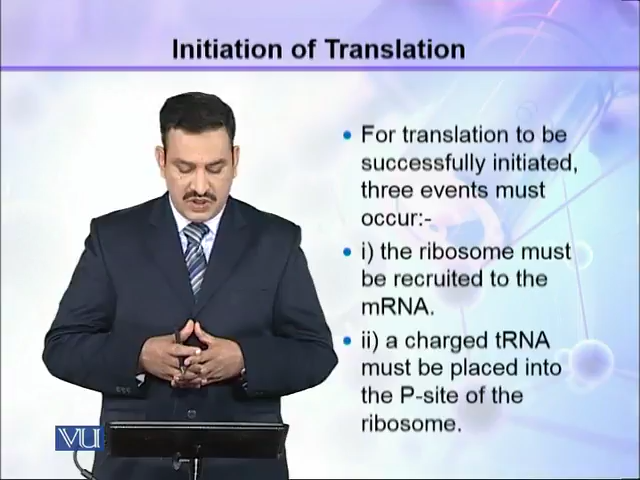 Initiation of Translation
• For translation to be
successfully initiated,
three events must
occur:-
• i) the ribosome must
be recruited to the
mRNA.
• ii) a charged tRNA
must be placed into
the P-site of the
ribosome.
VU